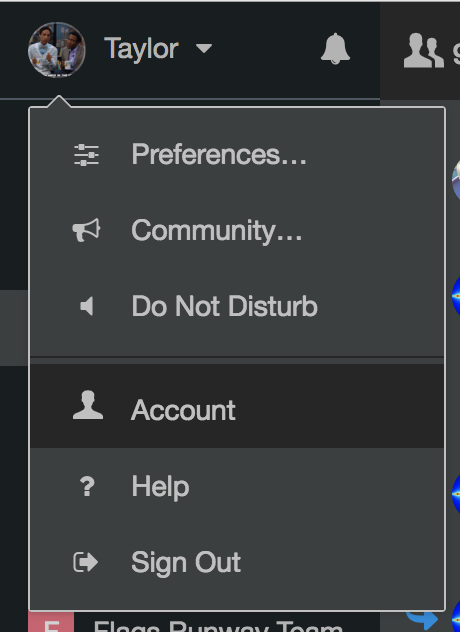 Taylor
Preferences...
Community...
Do Not Disturb
Account
? Help
Sign Out
F Flags Runway Team